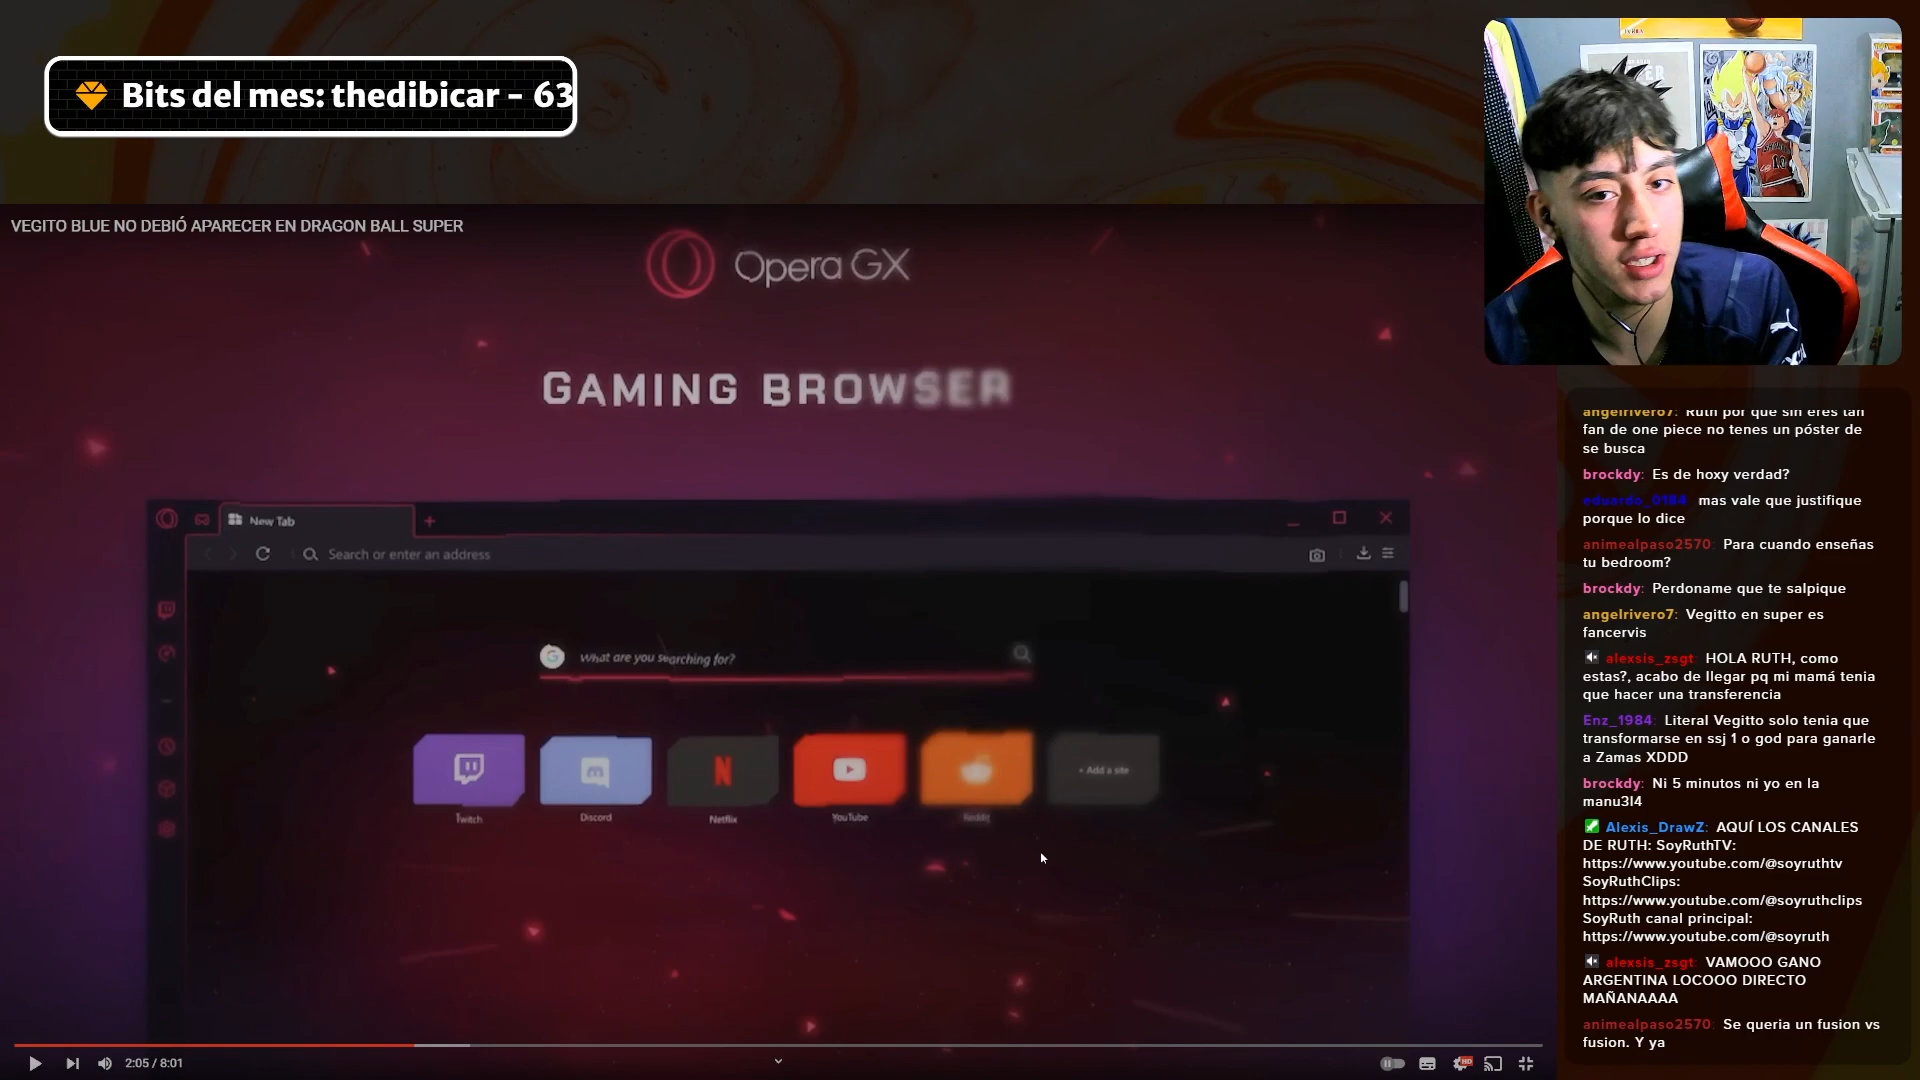 Bits del mes: thedibicar - 63
VEGITO BLUE NO DEBIÓ APARECER EN DRAGON BALL SUPER
Opera GX
GAMING BROWSER
New Tab
Search or enter an address
What are you searching for?
+ Add a site
Twitch
Discord
Netflix
YouTube
Reddit
2:05 / 8:01
HD
angelrivero7: Ruth por que sin eres tan
fan de one piece no tenes un póster de
se busca
brockdy: Es de hoxy verdad?
eduardo_0184 mas vale que justifique
porque lo dice
animealpaso2570: Para cuando enseñas
tu bedroom?
brockdy: Perdoname que te salpique
angelrivero7: Vegitto en super es
fancervis
alexsis_zsgt: HOLA RUTH, como
estas?, acabo de llegar pq mi mamá tenia
que hacer una transferencia
Enz_1984: Literal Vegitto solo tenia que
transformarse en ssj 1 o god para ganarle
a Zamas XDDD
brockdy: Ni 5 minutos ni yo en la
manu3l4
Alexis_DrawZ: AQUÍ LOS CANALES
DE RUTH: SoyRuthTV:
https://www.youtube.com/@soyruthtv
SoyRuthClips:
https://www.youtube.com/@soyruthclips
SoyRuth canal principal:
https://www.youtube.com/@soyruth
alexsis_zsgt: VAMOOO GANO
ARGENTINA LOCOOO DIRECTO
MAÑANAAAA
animealpaso2570: Se queria un fusion vs
fusion. Y ya